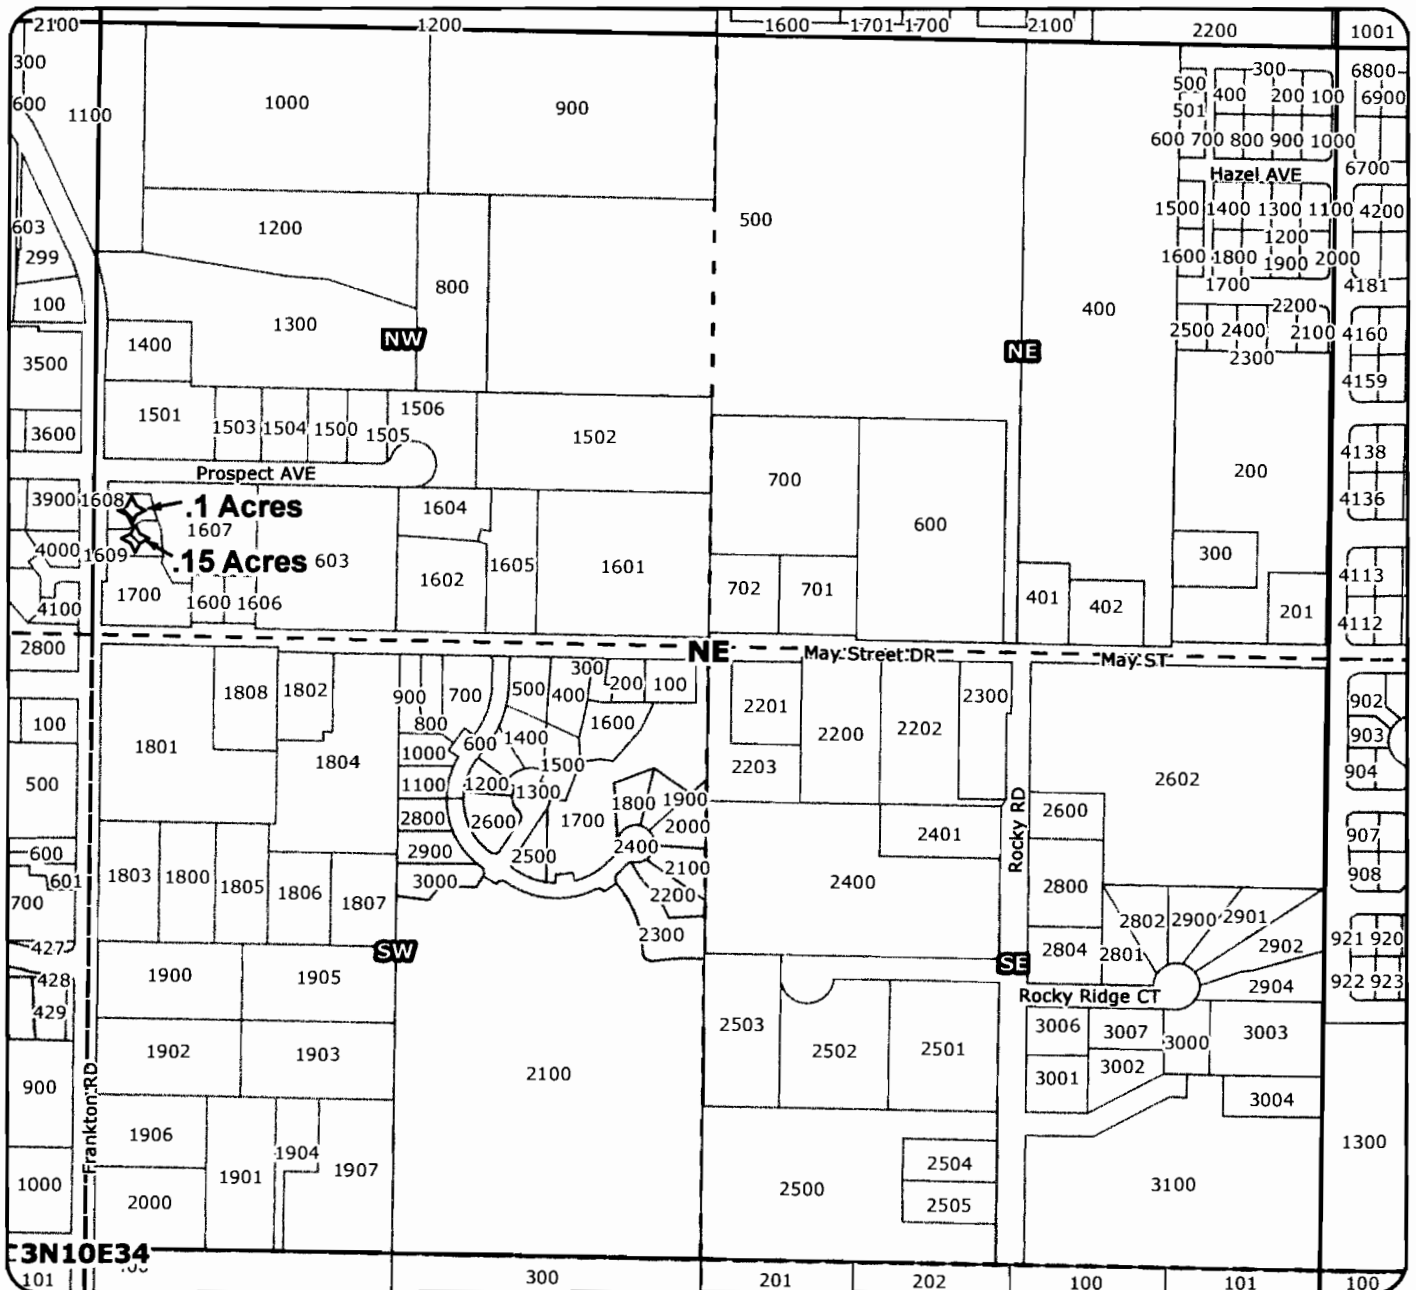 2100 1200 1600 1701 1700 2100 2200 1001
300 1000 900 300 6800
600 1100 500 400 200 100 6900
501
600 700 800 900 1000
6700
Hazel AVE
603 1200 500 1500 1400 1300 1100 4200
299 1200
1600 1800 1900 2000
100 800 1700 4181
2200
3500 1400 1300 NW 400 NE 2500 2400 2100 4160
2300
4159
1501 1503 1504 1500 1505 1506 1502
3600 4138
Prospect AVE 700 200
3900 1608 .1 Acres 1604 4136
1607 600
4000 1609 .15 Acres 603 1602 1605 1601 300
4113
1700 702 701 401 402 201
4100 1600 1606 4112
2800 NE May Street DR May ST
1808 1802 900 700 500 400 300 200 100 2201 2300 902
100 800 1600 2200 2202 903
1801 1804 1000 600 1400 2203
1500 904
500 1100 1200 1300 1800 1900 2602
2800 2600 1700 2000 2401 Rocky RD 2600 907
600 2900 2500 2400 2100
601 1803 1800 1805 1806 1807 3000 2200 2400 2800 908
700 2300 2802 2900 2901
427 SW SE 2804 2801 2902 921 920
428 1900 1905 Rocky Ridge CT 2904 922 923
429 2503 2502 2501 3006 3007 3000 3003
900 1902 1903 2100 3001 3002
3004
Frankton RD
1906 1904 1907 2504 1300
1000 2000 1901 2500 2505 3100
3N10E34
101 300 201 202 100 101 100